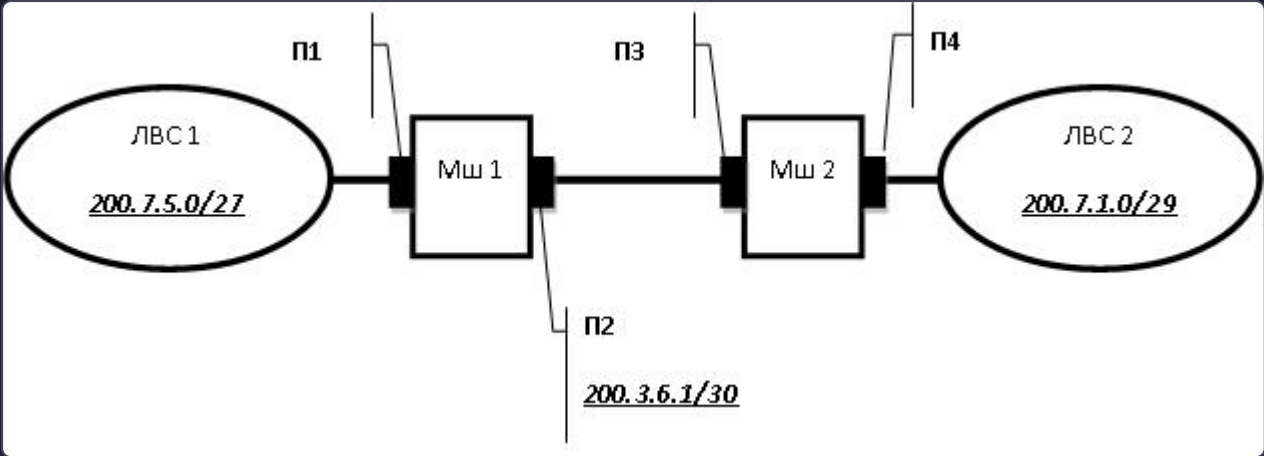 П1
П3
П4
ЛВС 1
200.7.5.0/27
Мш 1
Мш 2
ЛВС 2
200.7.1.0/29
П2
200.3.6.1/30